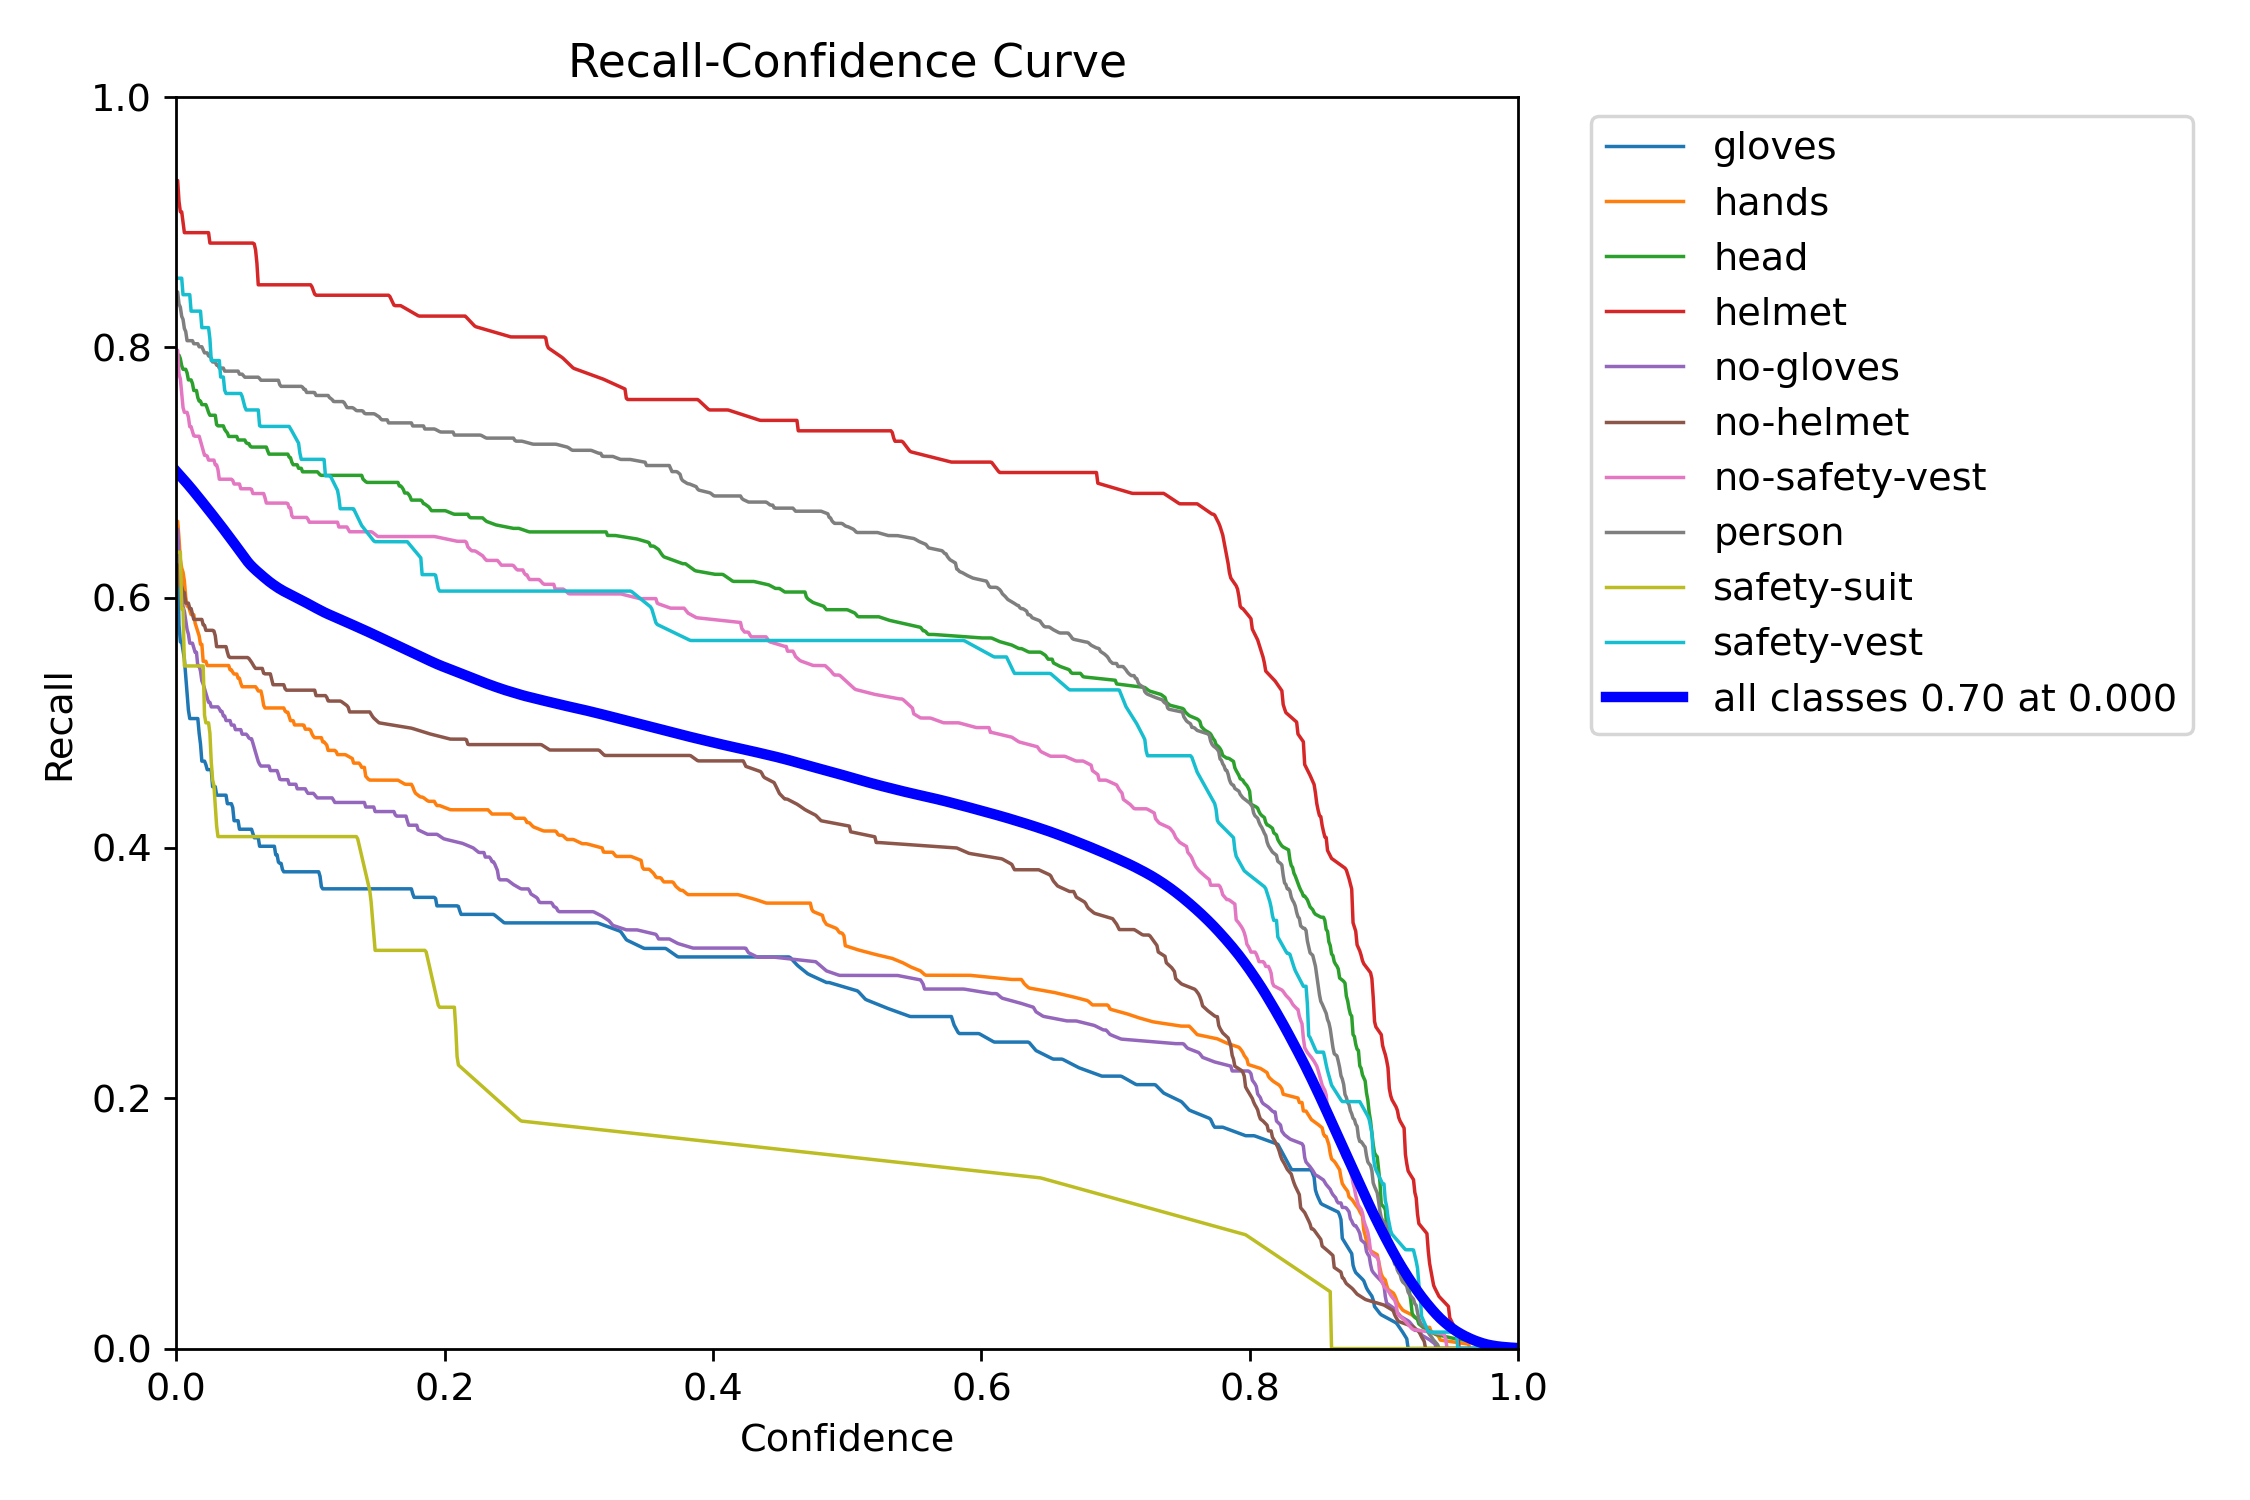 Recall-Confidence Curve
1.0
0.8
0.6
0.4
0.2
0.0
Recall
0.0 0.2 0.4 0.6 0.8 1.0
Confidence
gloves
hands
head
helmet
no-gloves
no-helmet
no-safety-vest
person
safety-suit
safety-vest
all classes 0.70 at 0.000